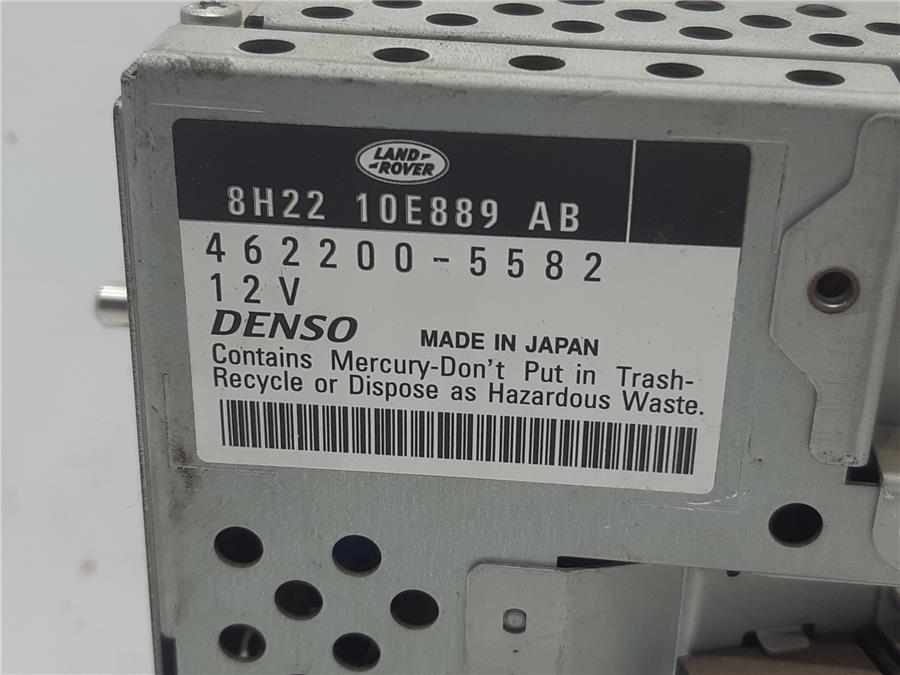 LAND-
-ROVER
8H22 10E889 AB
462200-5582
12V
DENSO MADE IN JAPAN
Contains Mercury-Don't Put in Trash-
Recycle or Dispose as Hazardous Waste.